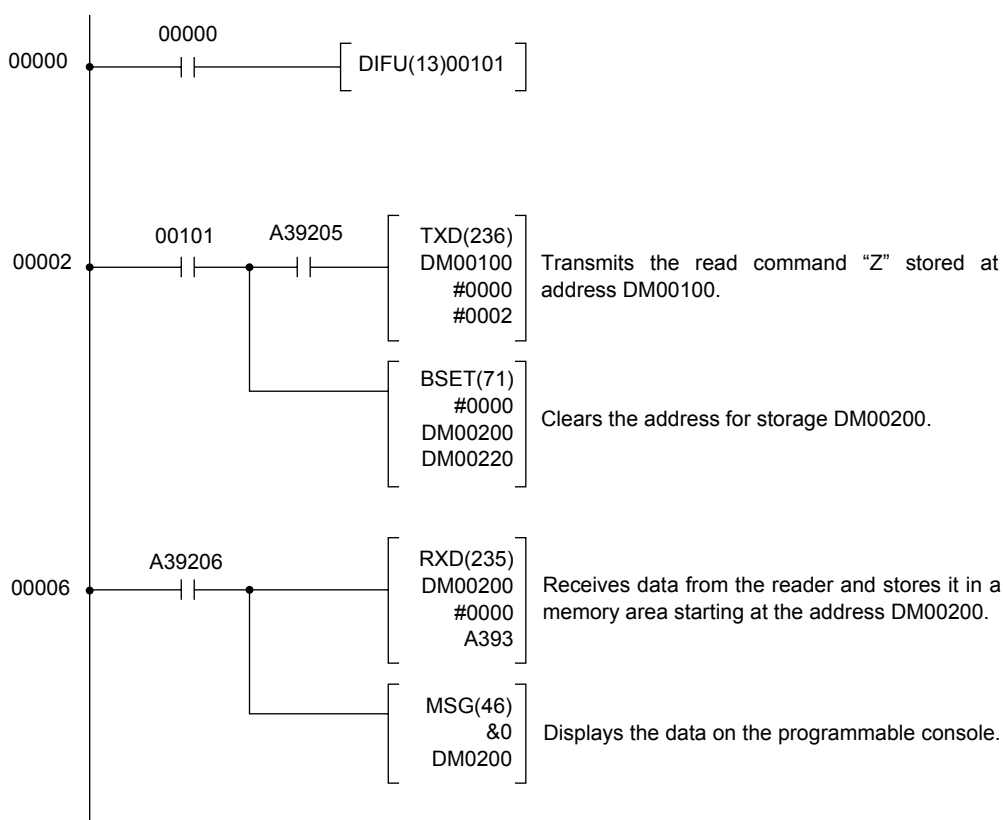 00000
00000
DIFU(13)00101
00101
A39205
00002
TXD(236)
DM00100
#0000
#0002
Transmits the read command “Z” stored at
address DM00100.
BSET(71)
#0000
DM00200
DM00220
Clears the address for storage DM00200.
A39206
00006
RXD(235)
DM00200
#0000
A393
Receives data from the reader and stores it in a
memory area starting at the address DM00200.
MSG(46)
&0
DM0200
Displays the data on the programmable console.